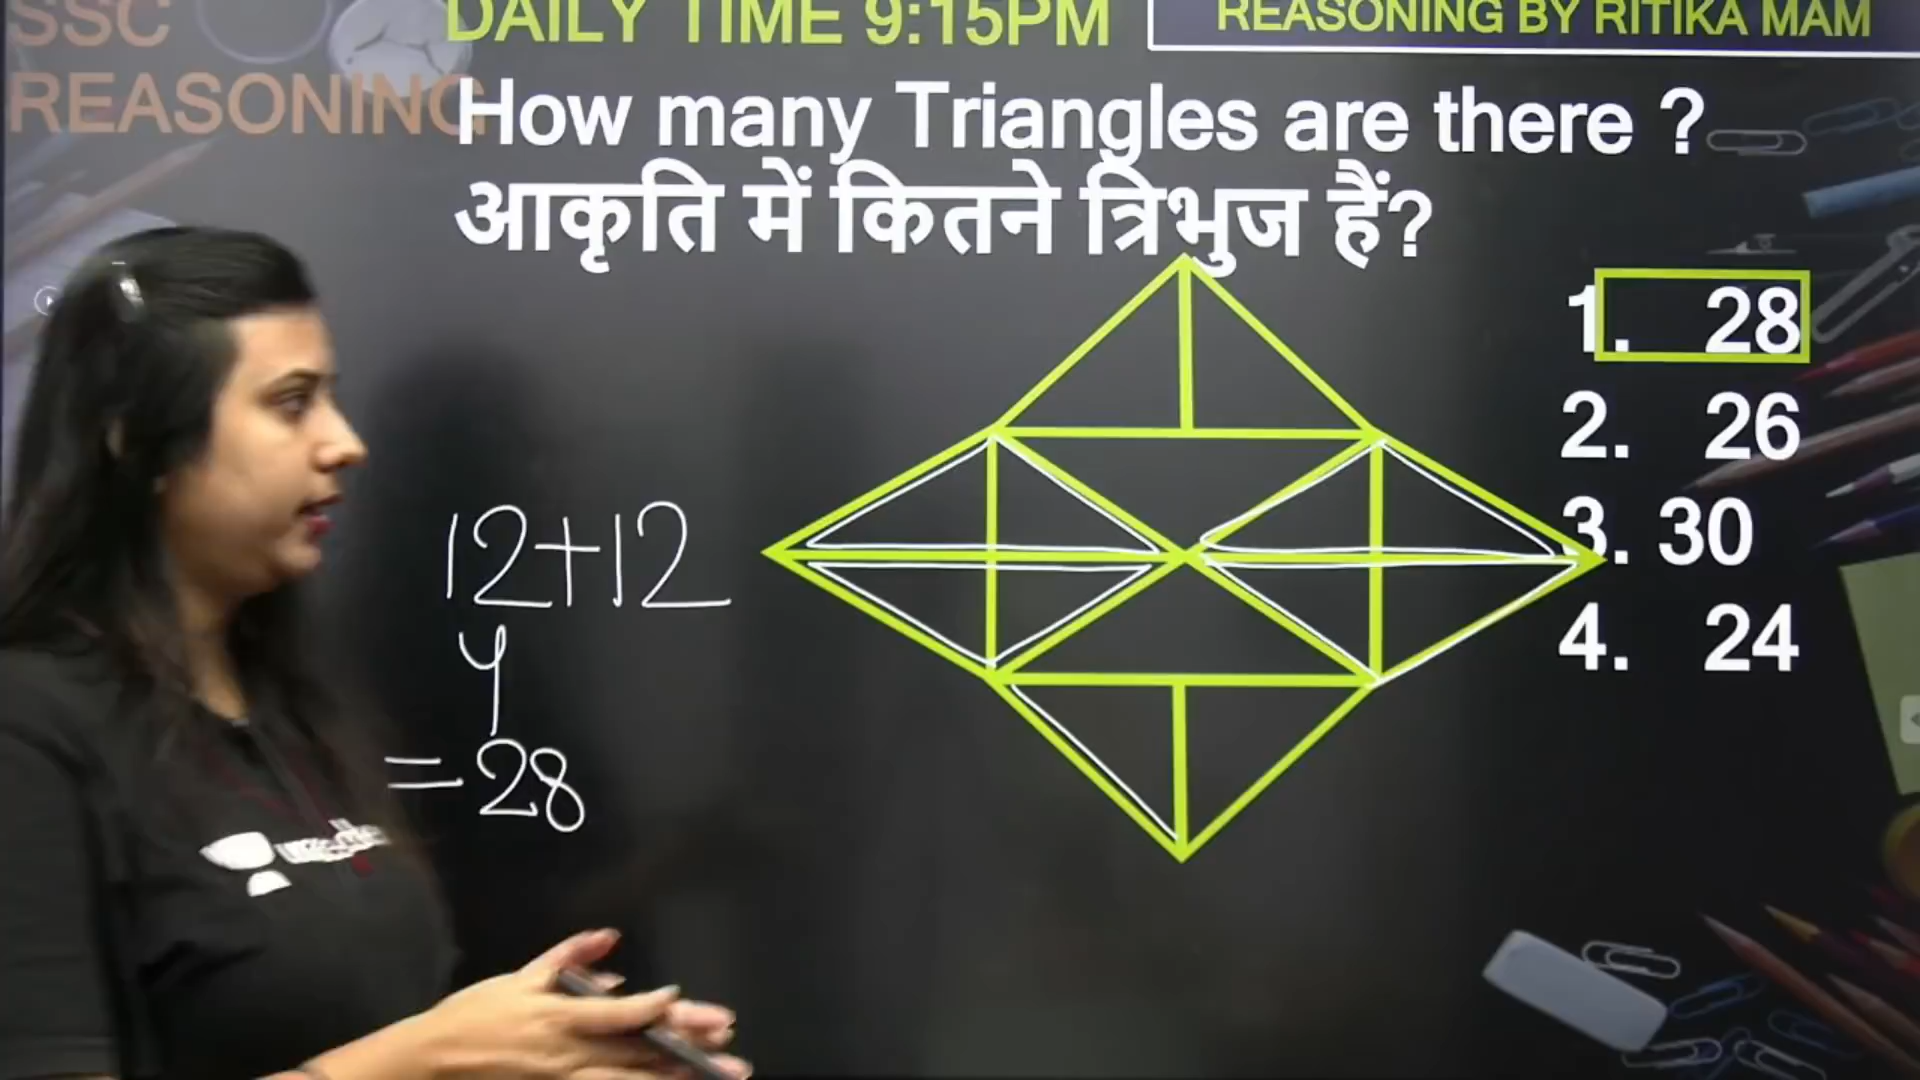 SSC
REASONING
DAILY TIME 9:15PM
REASONING BY RITIKA MAM
How many Triangles are there ?
आकृति में कितने त्रिभुज हैं?
1. 28
2. 26
3. 30
4. 24
12+12
4
=28